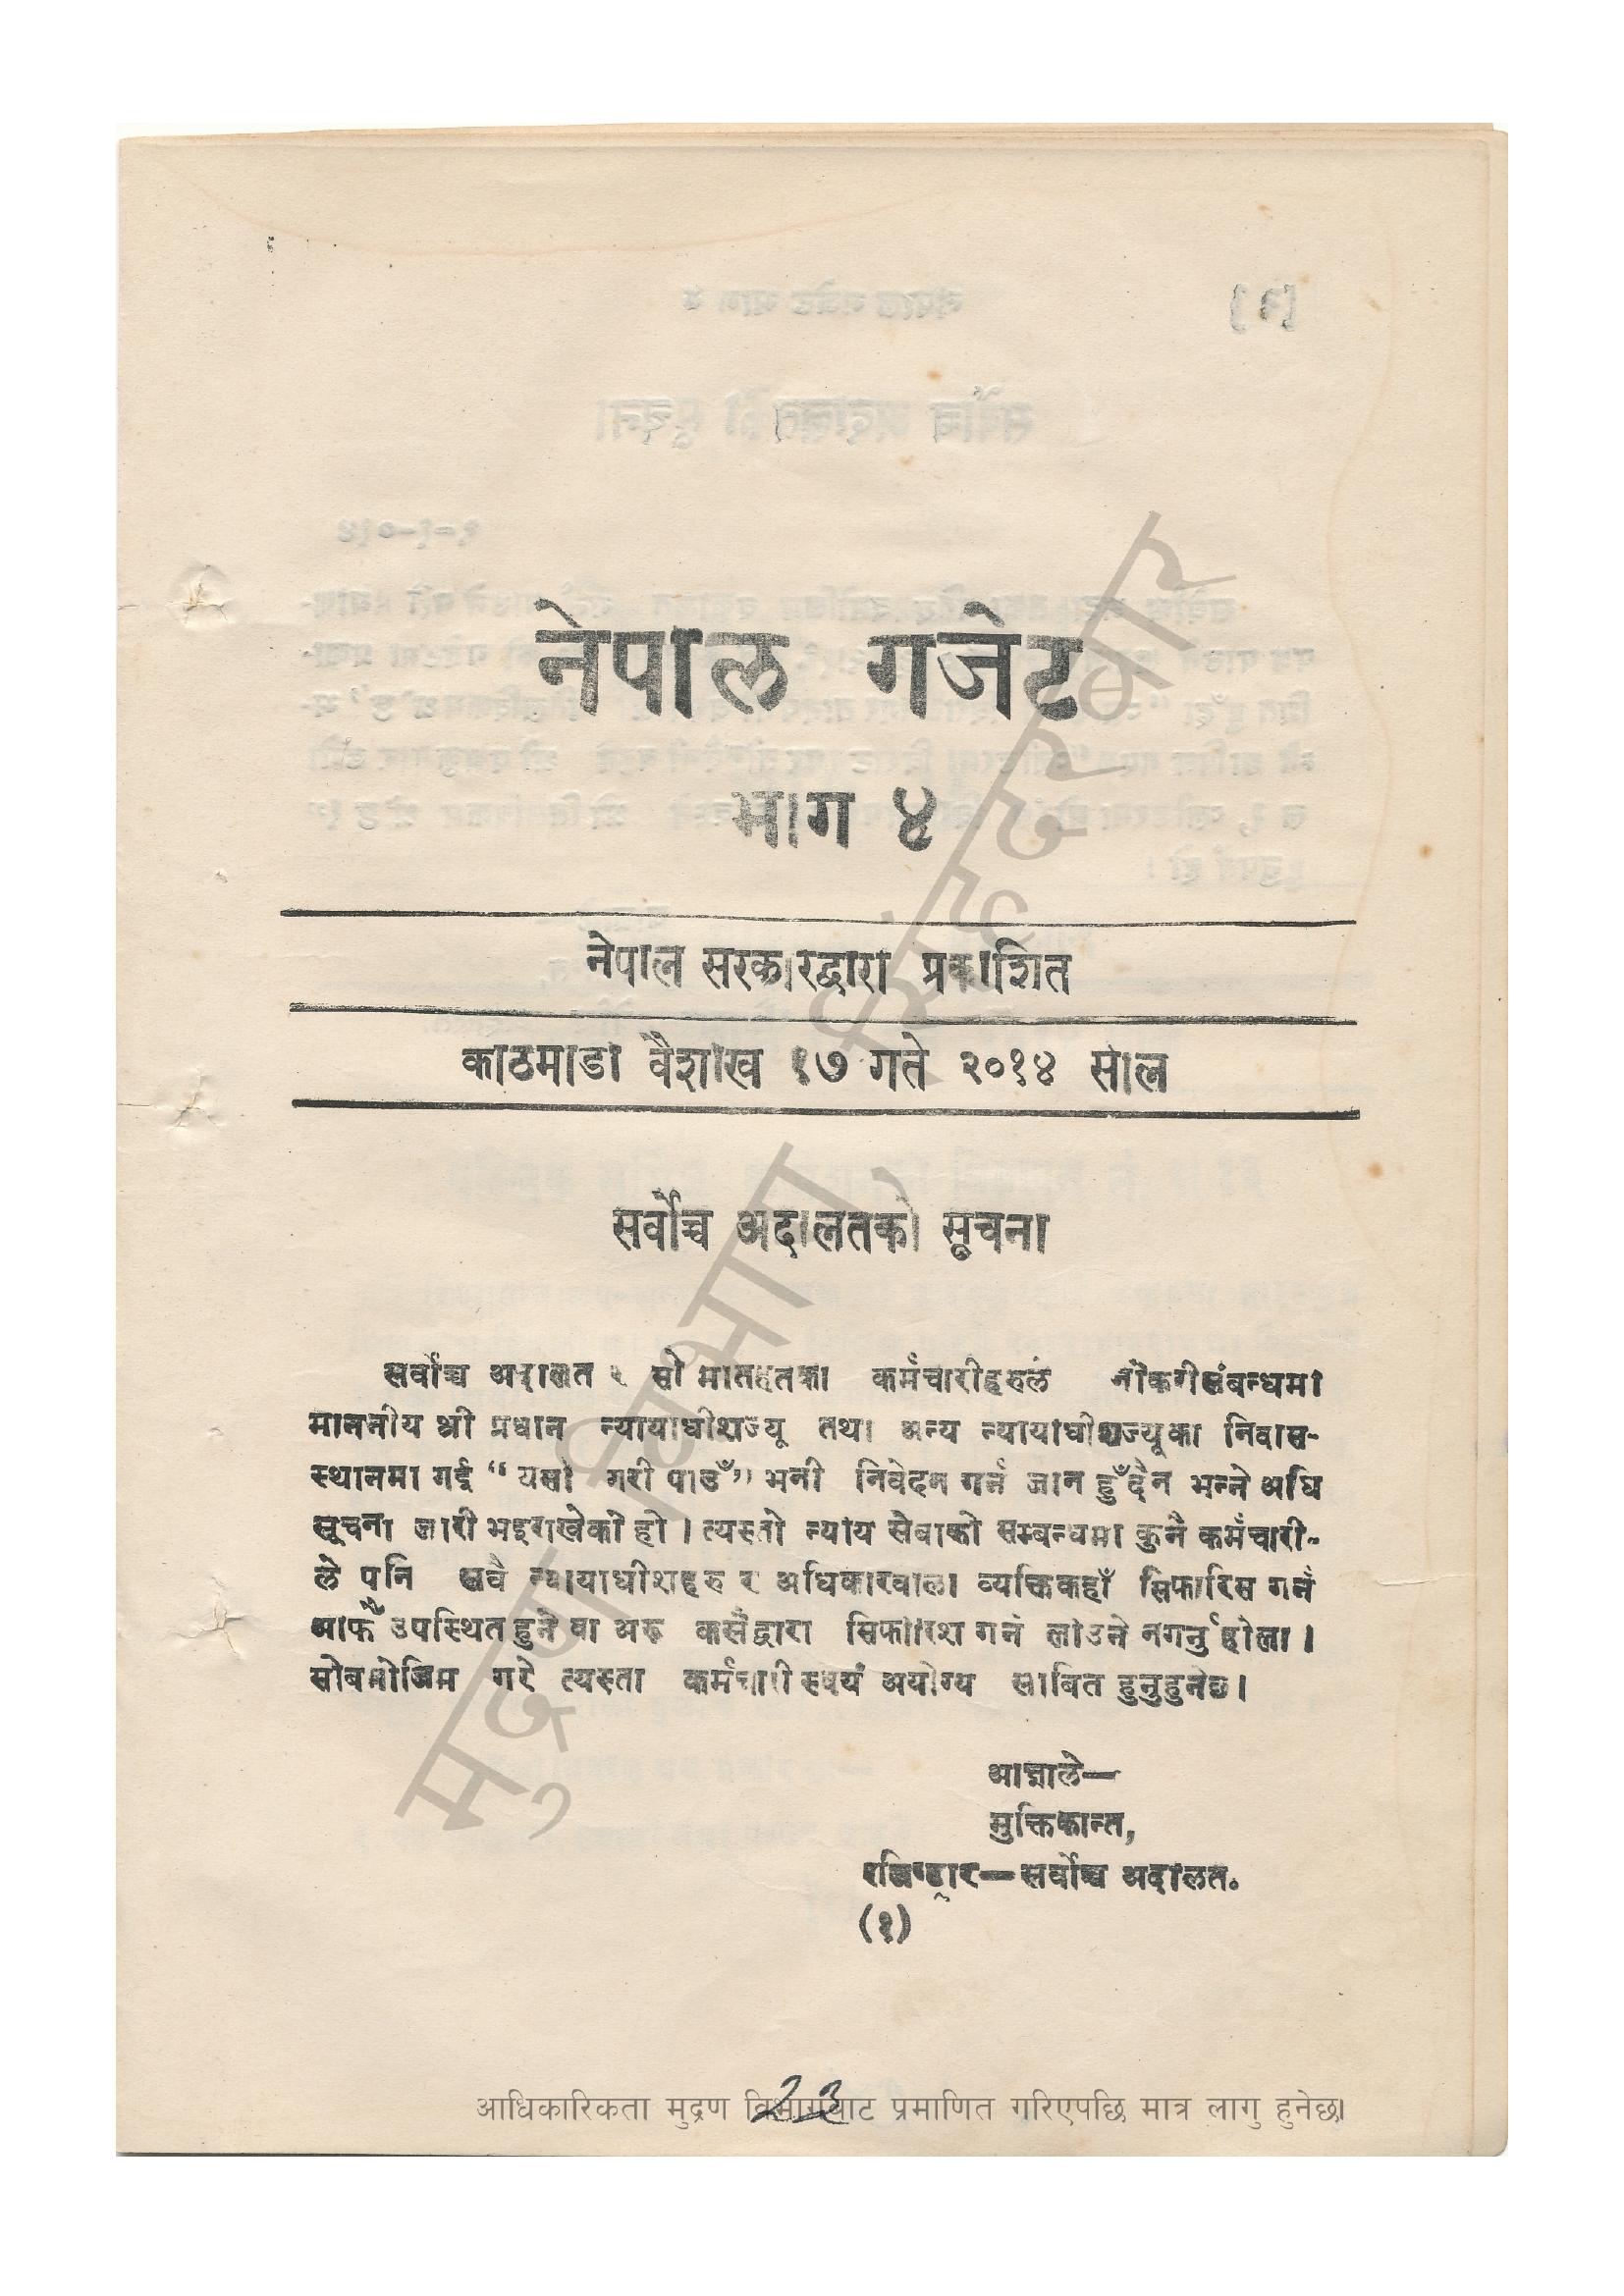 नेपाल गजेट
भाग ४
नेपाल सरकारद्वारा प्रकाशित
काठमाडौं वैशाख १७ गते २०१४ साल
सर्वोच्च अदालतको सूचना
सर्वोच्च अदालत र सो मातहतका कर्मचारीहरुले नोकरीसंबन्धमा
माननीय श्री प्रधान न्यायाधीशज्यू तथा अन्य न्यायाधीशज्यूका निवास-
स्थानमा गई “यसो गरी पाउँ” भनी निवेदन गर्न जान हुँदैन भन्ने अघि
सूचना जारी भइराखेको हो । त्यस्तो न्याय सेवाको सम्बन्धमा कुनै कर्मचारी-
ले पनि सवै न्यायाधीशहरु र अधिकारवाला व्यक्तिकहाँ सिफारिस गर्न
आफैं उपस्थित हुने वा अरु कसैद्वारा सिफारिश गर्न लाउने नगर्नु होला ।
सोबमोजिम गरे त्यस्ता कर्मचारी स्वयं अयोग्य साबित हुनुहुनेछ ।
आज्ञाले—
मुक्तिकान्त,
रजिष्ट्रार—सर्वोच्च अदालत.
(१)
23
आधिकारिकता मुद्रण विभागबाट प्रमाणित गरिएपछि मात्र लागु हुनेछ।
मुद्रण विभाग सिंहदरबार